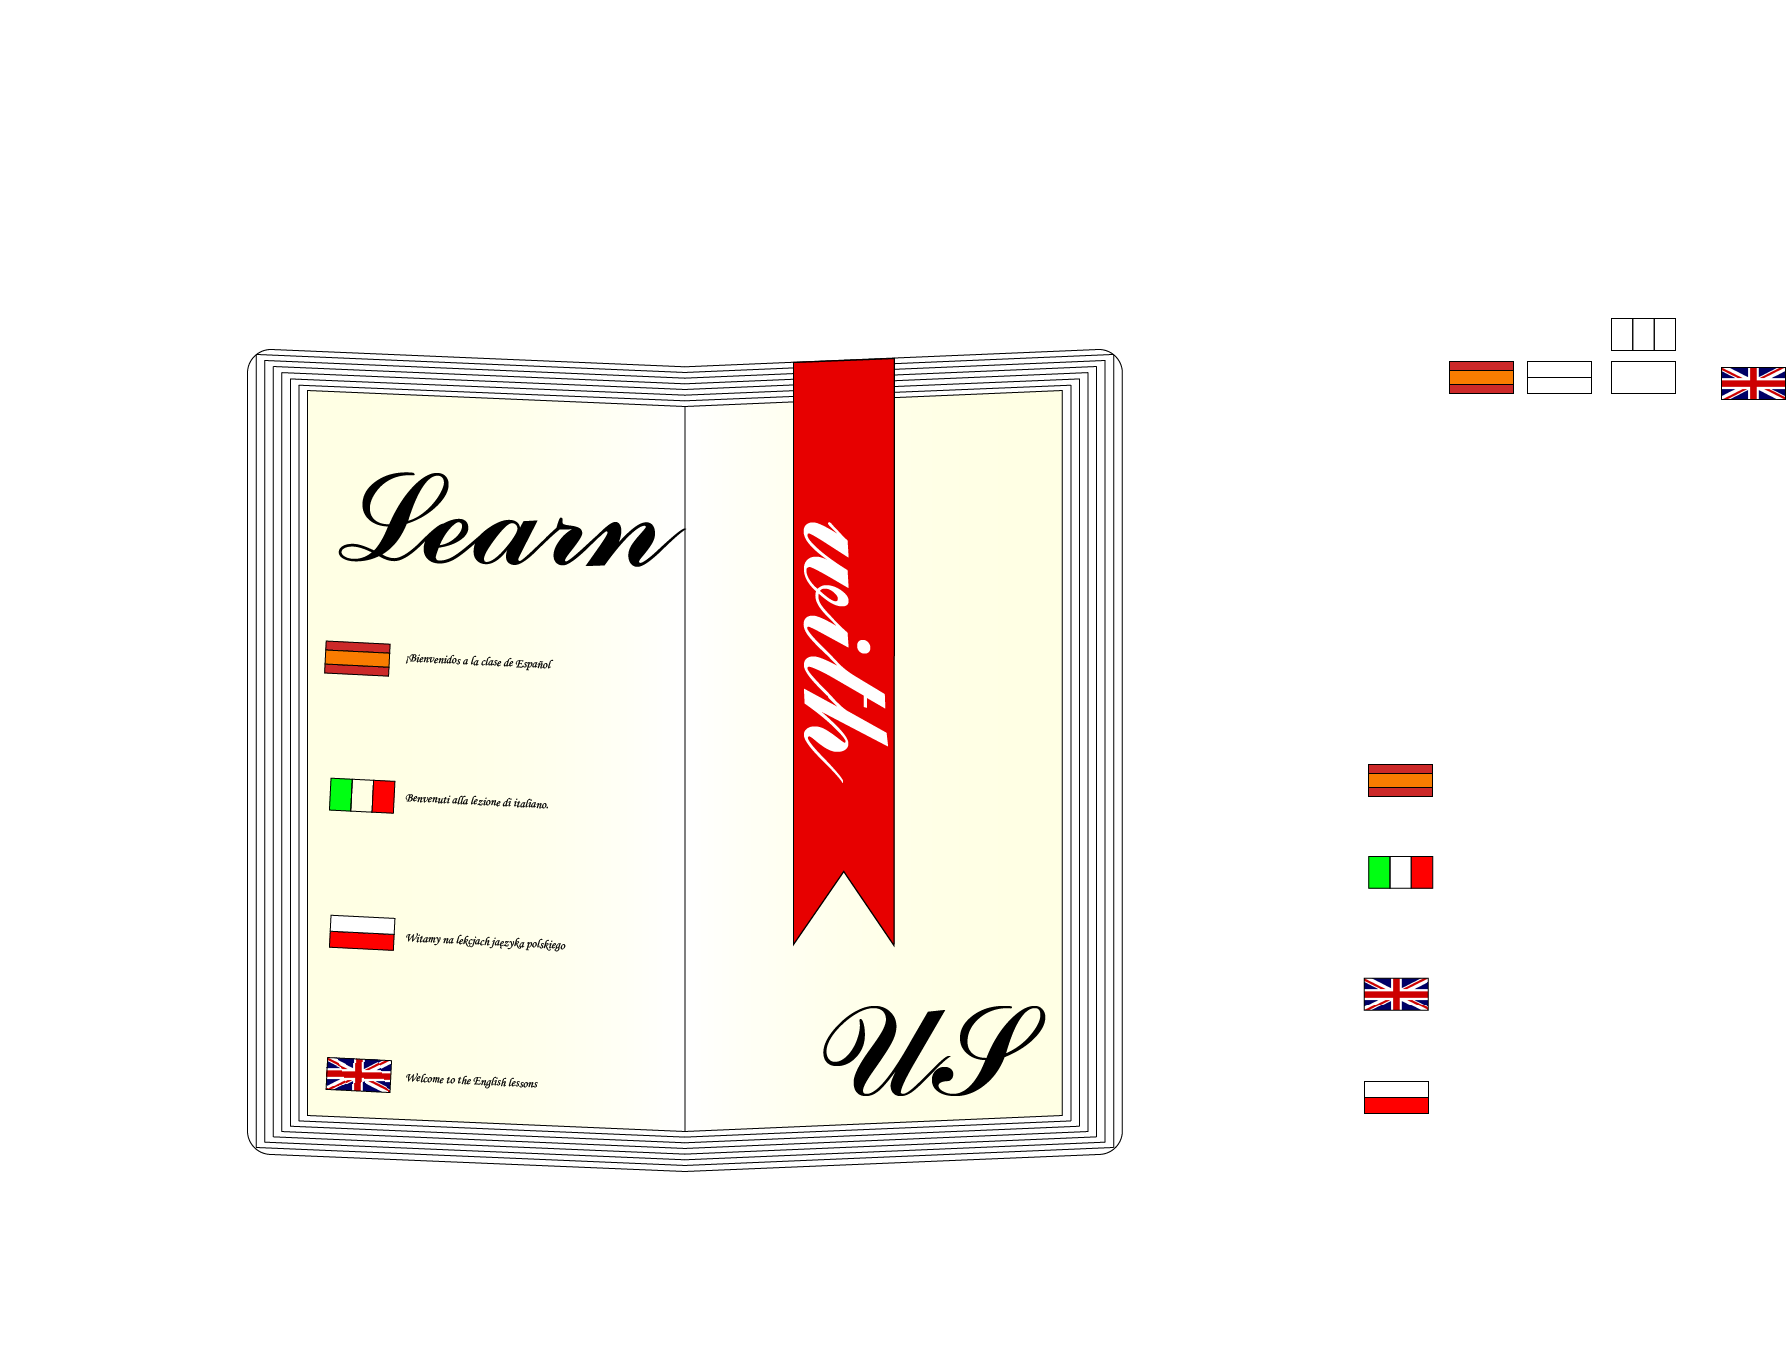 Learn
with
¡Bienvenidos a la clase de Español
Benvenuti alla lezione di italiano.
Witamy na lekcjach jaęzyka polskiego
Welcome to the English lessons
US